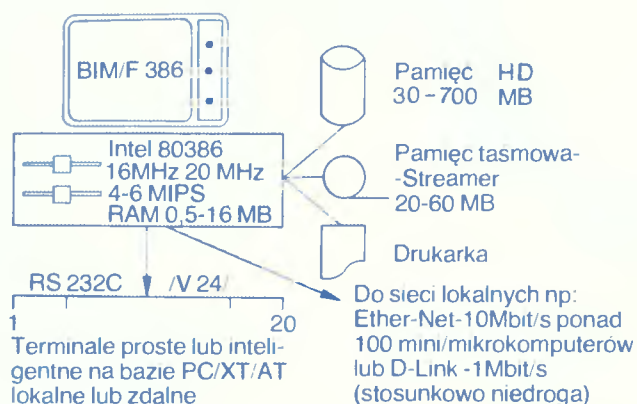 BIM/F 386
Intel 80386
16MHz 20 MHz
4-6 MIPS
RAM 0,5-16 MB
Pamięć HD
30-700 MB
Pamięć tasmowa-
-Streamer
20-60 MB
Drukarka
RS 232C /V 24/
1 20
Terminale proste lub inteli-
gentne na bazie PC/XT/AT
lokalne lub zdalne
Do sieci lokalnych np:
Ether-Net-10Mbit/s ponad
100 mini/mikrokomputerów
lub D-Link -1Mbit/s
(stosunkowo niedroga)